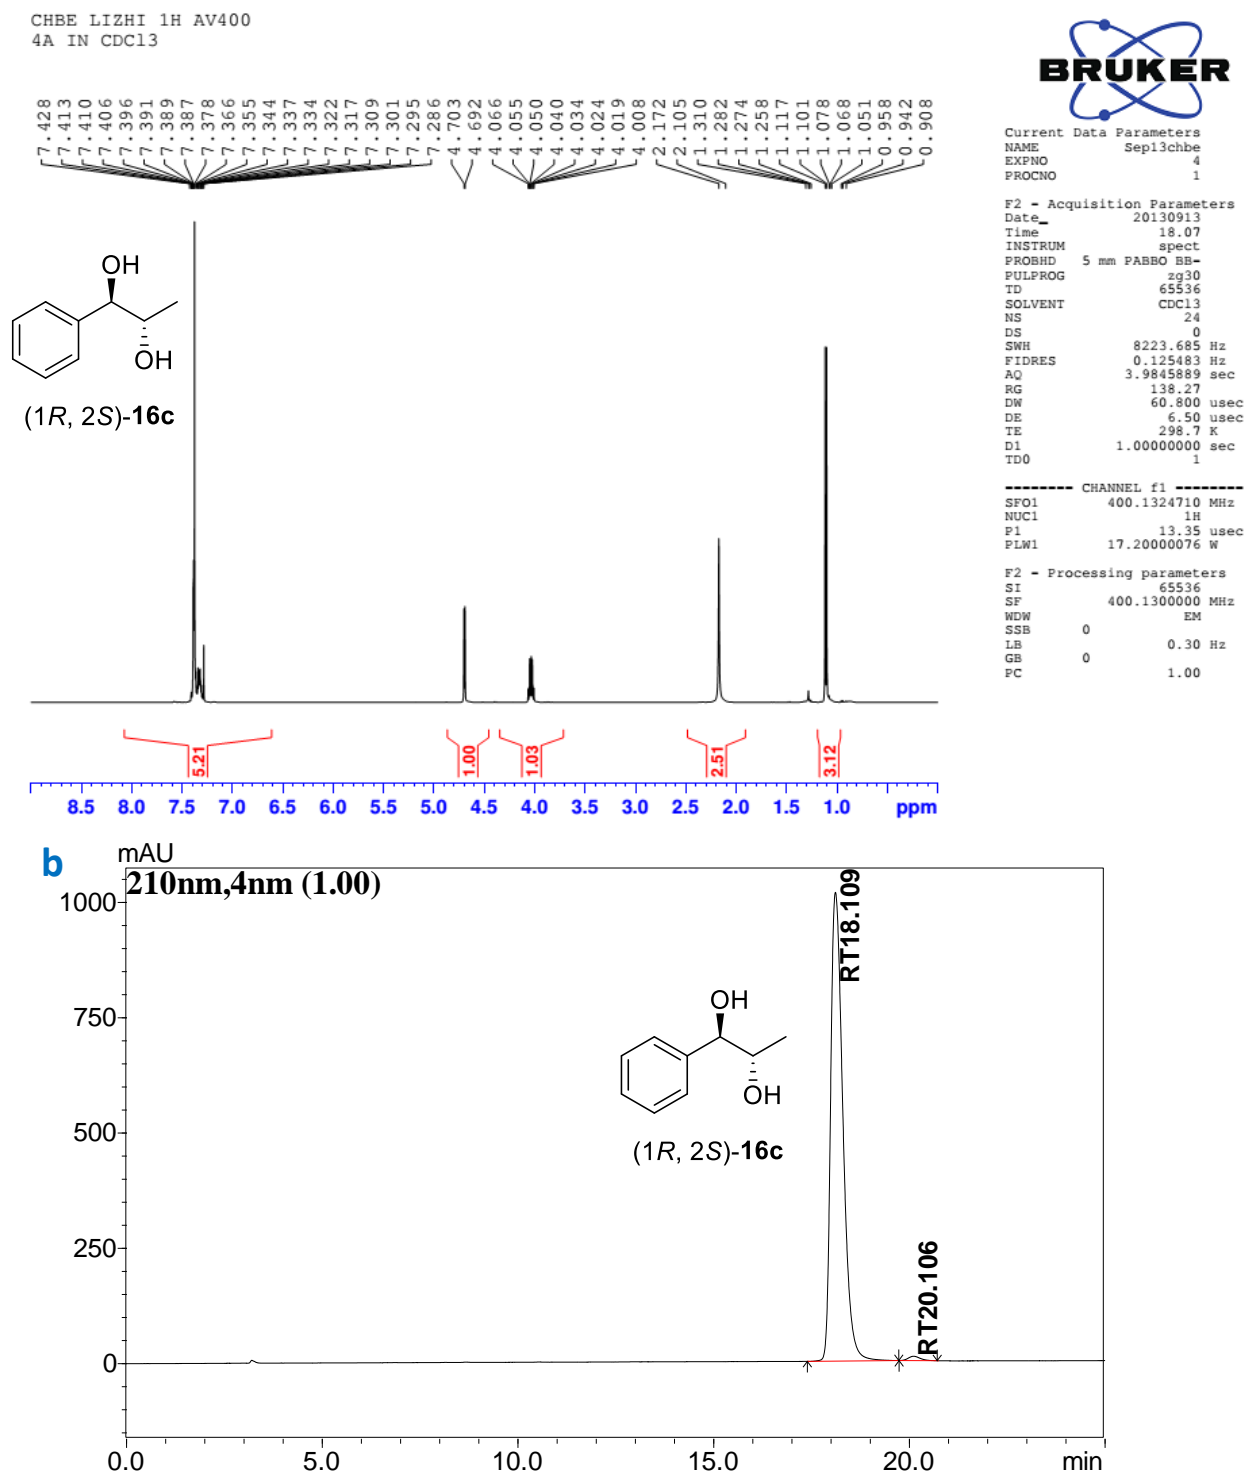 CHBE LIZHI 1H AV400
4A IN CDCl3
7.428
7.413
7.410
7.406
7.396
7.391
7.389
7.387
7.378
7.366
7.355
7.344
7.337
7.334
7.322
7.317
7.309
7.301
7.295
7.286
4.703
4.692
4.066
4.055
4.050
4.040
4.034
4.024
4.019
4.008
2.172
2.105
1.310
1.282
1.274
1.258
1.117
1.101
1.078
1.068
1.051
0.958
0.942
0.908
BRUKER
Current Data Parameters
NAME Sep13chbe
EXPNO 4
PROCNO 1
F2 - Acquisition Parameters
Date_ 20130913
Time 18.07
INSTRUM spect
PROBHD 5 mm PABBO BB-
PULPROG zg30
TD 65536
SOLVENT CDCl3
NS 24
DS 0
SWH 8223.685 Hz
FIDRES 0.125483 Hz
AQ 3.9845889 sec
RG 138.27
DW 60.800 usec
DE 6.50 usec
TE 298.7 K
D1 1.00000000 sec
TD0 1
======== CHANNEL f1 ========
SFO1 400.1324710 MHz
NUC1 1H
P1 13.35 usec
PLW1 17.20000076 W
F2 - Processing parameters
SI 65536
SF 400.1300000 MHz
WDW EM
SSB 0
LB 0.30 Hz
GB 0
PC 1.00
OH
OH
(1R, 2S)-16c
5.21
1.00
1.03
2.51
3.12
8.5 8.0 7.5 7.0 6.5 6.0 5.5 5.0 4.5 4.0 3.5 3.0 2.5 2.0 1.5 1.0 ppm
b
mAU
210nm,4nm (1.00)
1000
750
500
250
0
RT18.109
RT20.106
OH
OH
(1R, 2S)-16c
0.0 5.0 10.0 15.0 20.0 min